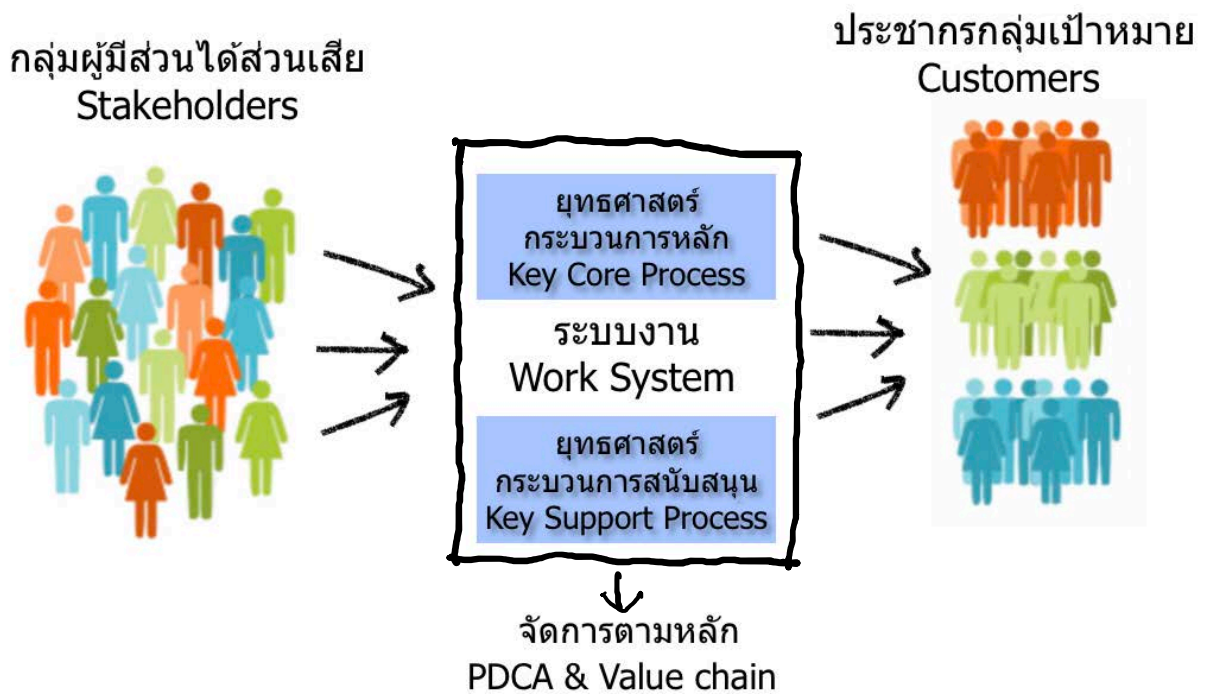 กลุ่มผู้มีส่วนได้ส่วนเสีย
Stakeholders
ยุทธศาสตร์
กระบวนการหลัก
Key Core Process
ระบบงาน
Work System
ยุทธศาสตร์
กระบวนการสนับสนุน
Key Support Process
จัดการตามหลัก
PDCA & Value chain
ประชากรกลุ่มเป้าหมาย
Customers